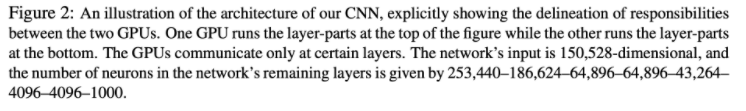 Figure 2: An illustration of the architecture of our CNN, explicitly showing the delineation of responsibilities
between the two GPUs. One GPU runs the layer-parts at the top of the figure while the other runs the layer-parts
at the bottom. The GPUs communicate only at certain layers. The network's input is 150,528-dimensional, and
the number of neurons in the network's remaining layers is given by 253,440–186,624–64,896–64,896–43,264–
4096–4096–1000.